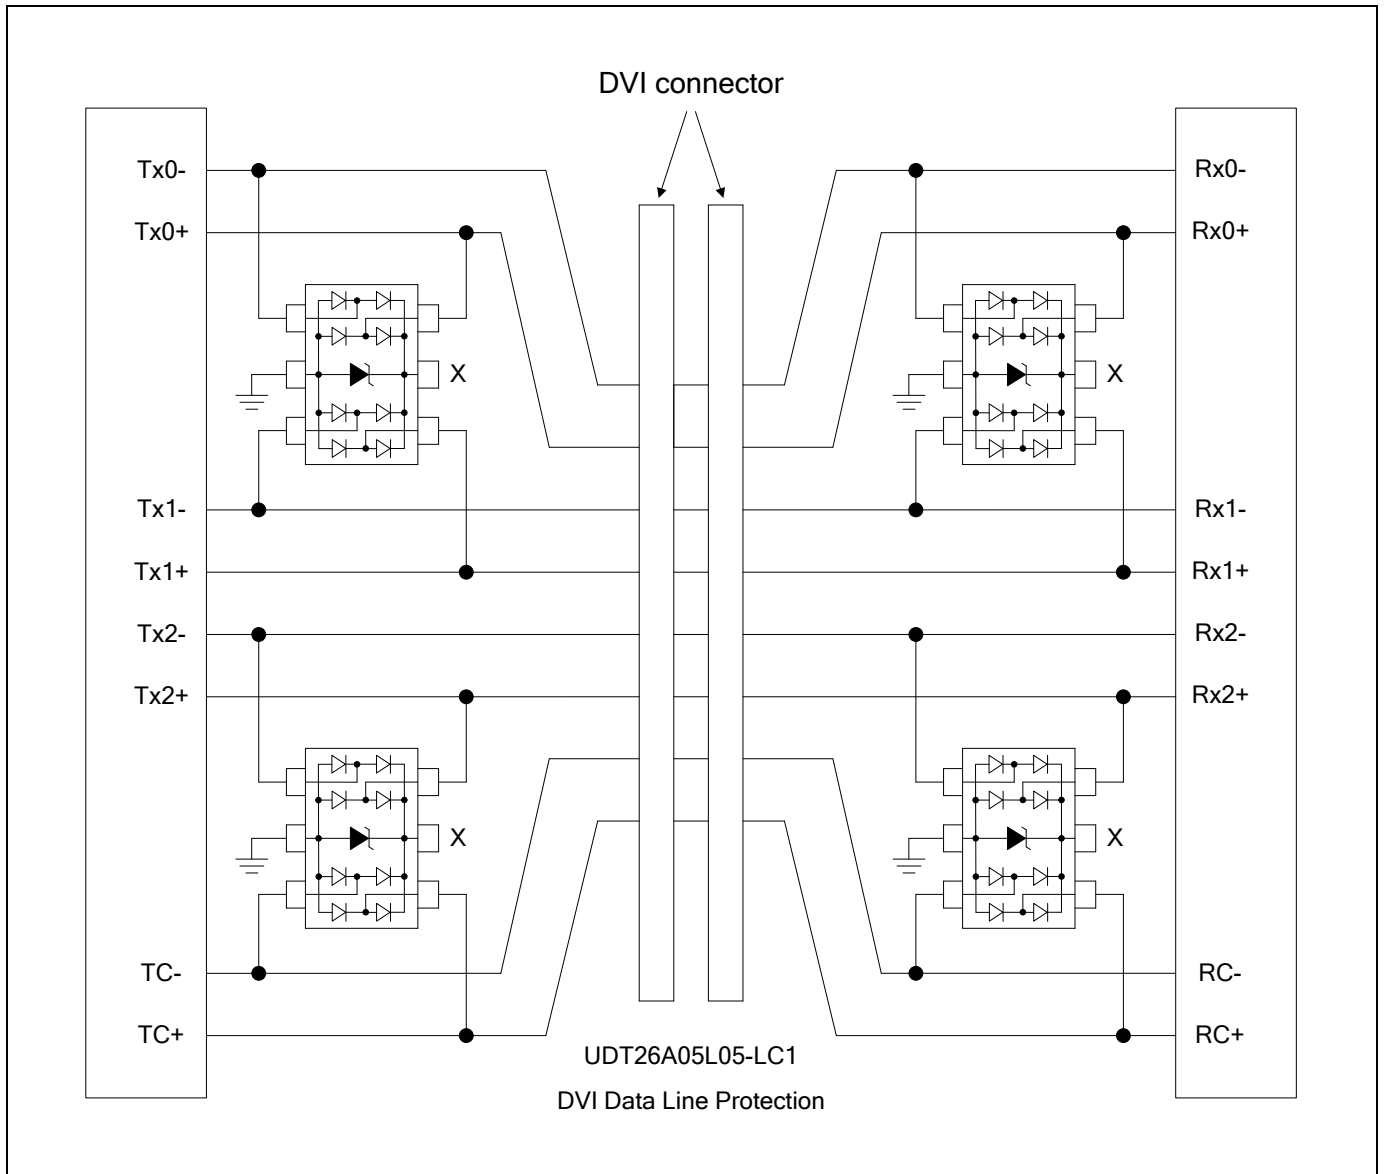 DVI connector
Tx0-
Rx0-
Tx0+
Rx0+
X
X
Tx1-
Rx1-
Tx1+
Rx1+
Tx2-
Rx2-
Tx2+
Rx2+
X
X
TC-
RC-
TC+
RC+
UDT26A05L05-LC1
DVI Data Line Protection